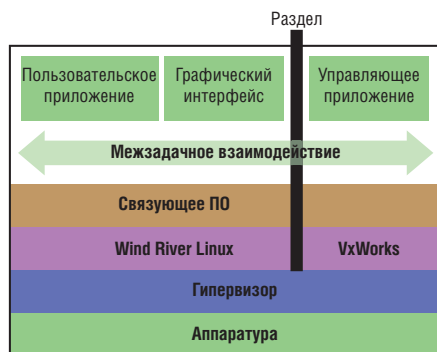 Раздел
Пользовательское
приложение
Графический
интерфейс
Управляющее
приложение
Межзадачное взаимодействие
Связующее ПО
Wind River Linux
VxWorks
Гипервизор
Аппаратура